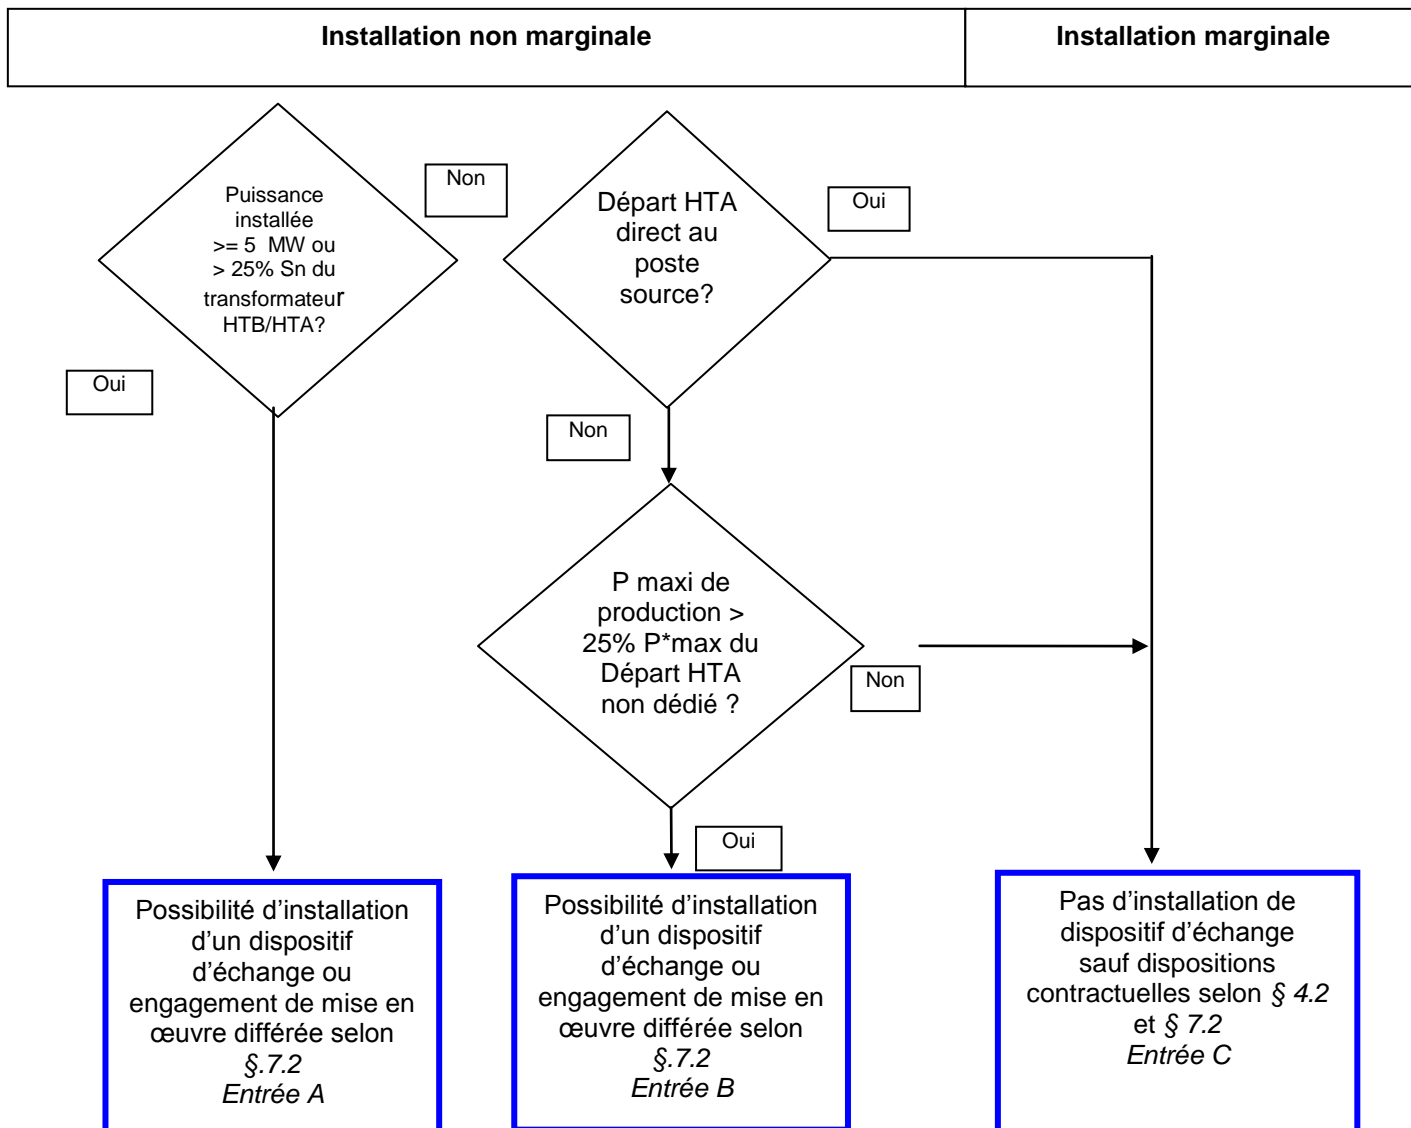 Installation non marginale
Installation marginale
Puissance
installée
>= 5 MW ou
> 25% Sn du
transformateur
HTB/HTA?
Non
Départ HTA
direct au
poste
source?
Oui
Oui
Non
P maxi de
production >
25% P*max du
Départ HTA
non dédié ?
Non
Oui
Possibilité d’installation
d’un dispositif
d’échange ou
engagement de mise en
œuvre différée selon
§.7.2
Entrée A
Possibilité d’installation
d’un dispositif
d’échange ou
engagement de mise en
œuvre différée selon
§.7.2
Entrée B
Pas d’installation de
dispositif d’échange
sauf dispositions
contractuelles selon § 4.2
et § 7.2
Entrée C